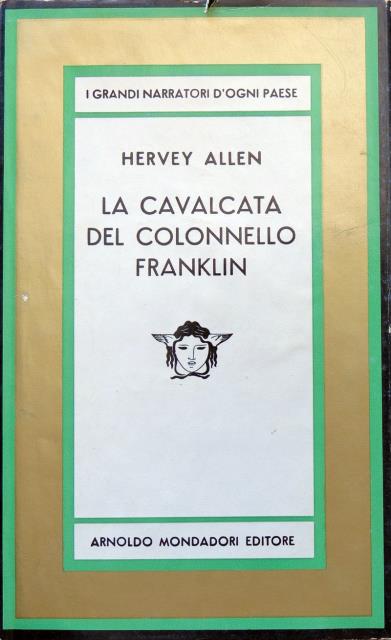 I GRANDI NARRATORI D'OGNI PAESE
HERVEY ALLEN
LA CAVALCATA
DEL COLONNELLO
FRANKLIN
ARNOLDO MONDADORI EDITORE